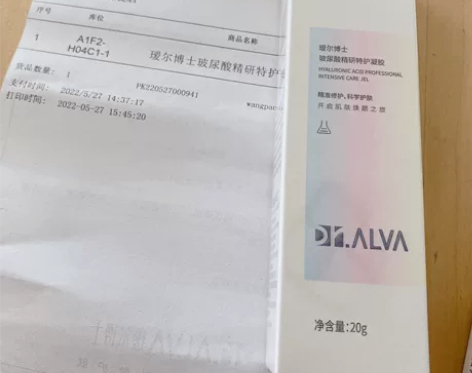 序号
库位
商品名称
1
A1F2-
H04C1-1
瑷尔博士玻尿酸精研特护
货品数量：
1
PK220527000941
支付时间：
2022/5/27 14:37:17
打印时间：
2022-05-27 15:45:20
瑷尔博士
玻尿酸精研特护凝胶
HYALURONIC ACID PROFESSIONAL
INTENSIVE CARE JEL
精准修护，科学护肤
开启肌敏焕颜之旅
DR.ALVA
净含量：20g